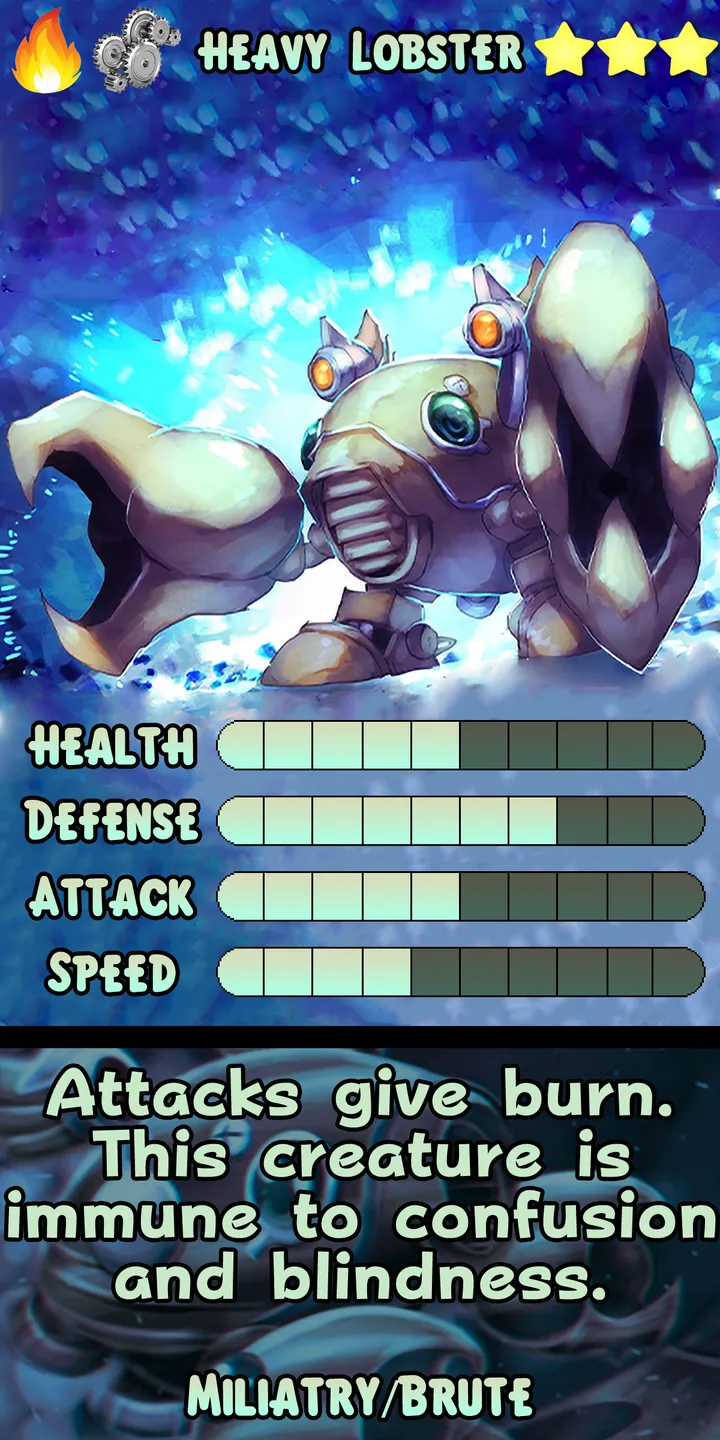 Heavy Lobster
Health
Defense
Attack
Speed
Attacks give burn.
This creature is
immune to confusion
and blindness.
Miliatry/Brute